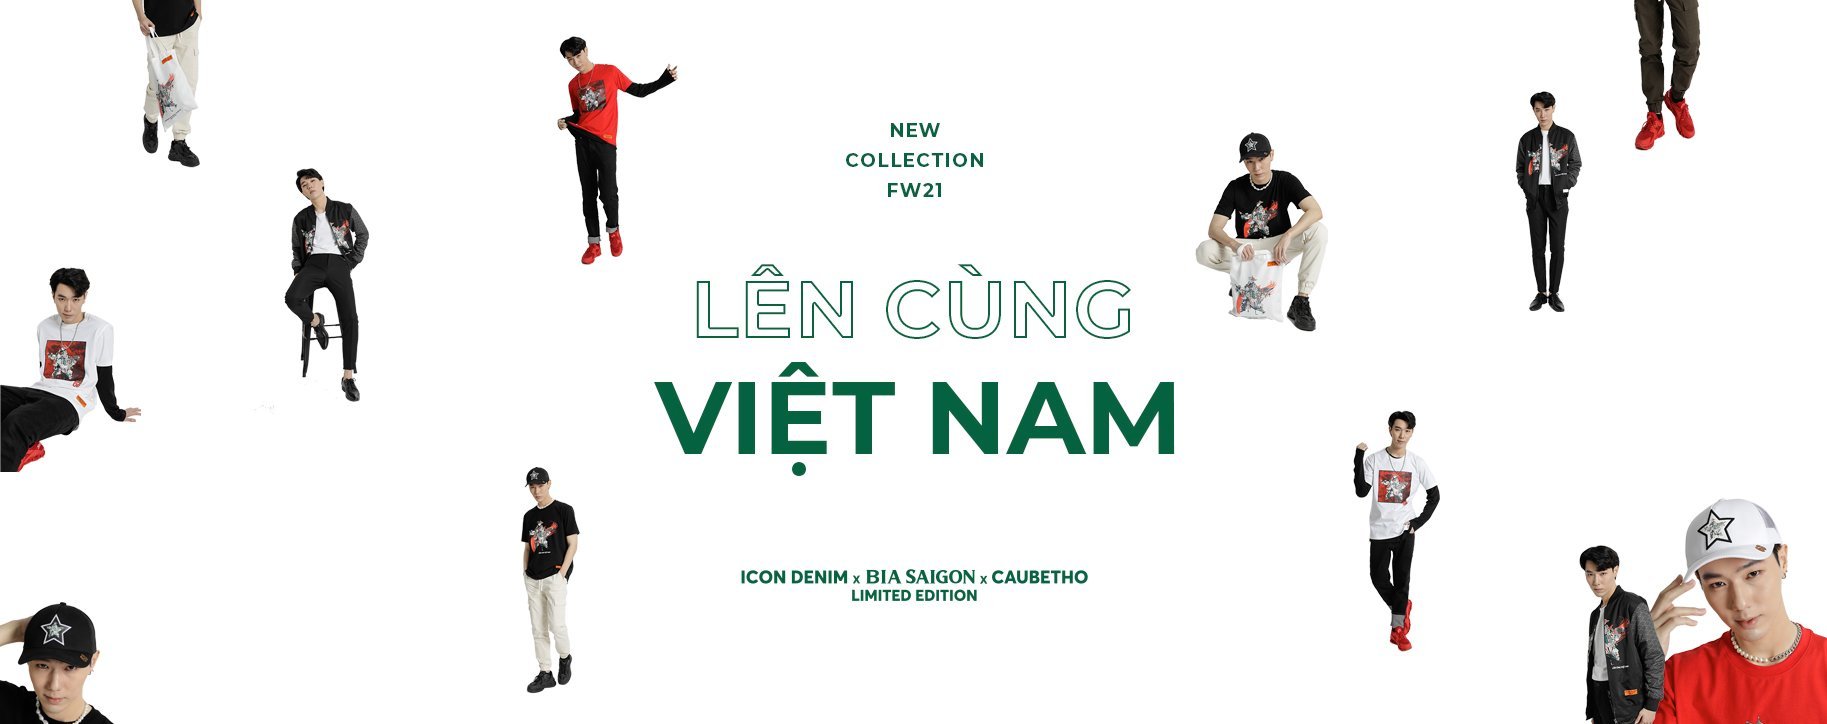 NEW
COLLECTION
FW21
LÊN CÙNG
VIỆT NAM
ICON DENIM x BIA SAIGON x CAUBETHO
LIMITED EDITION